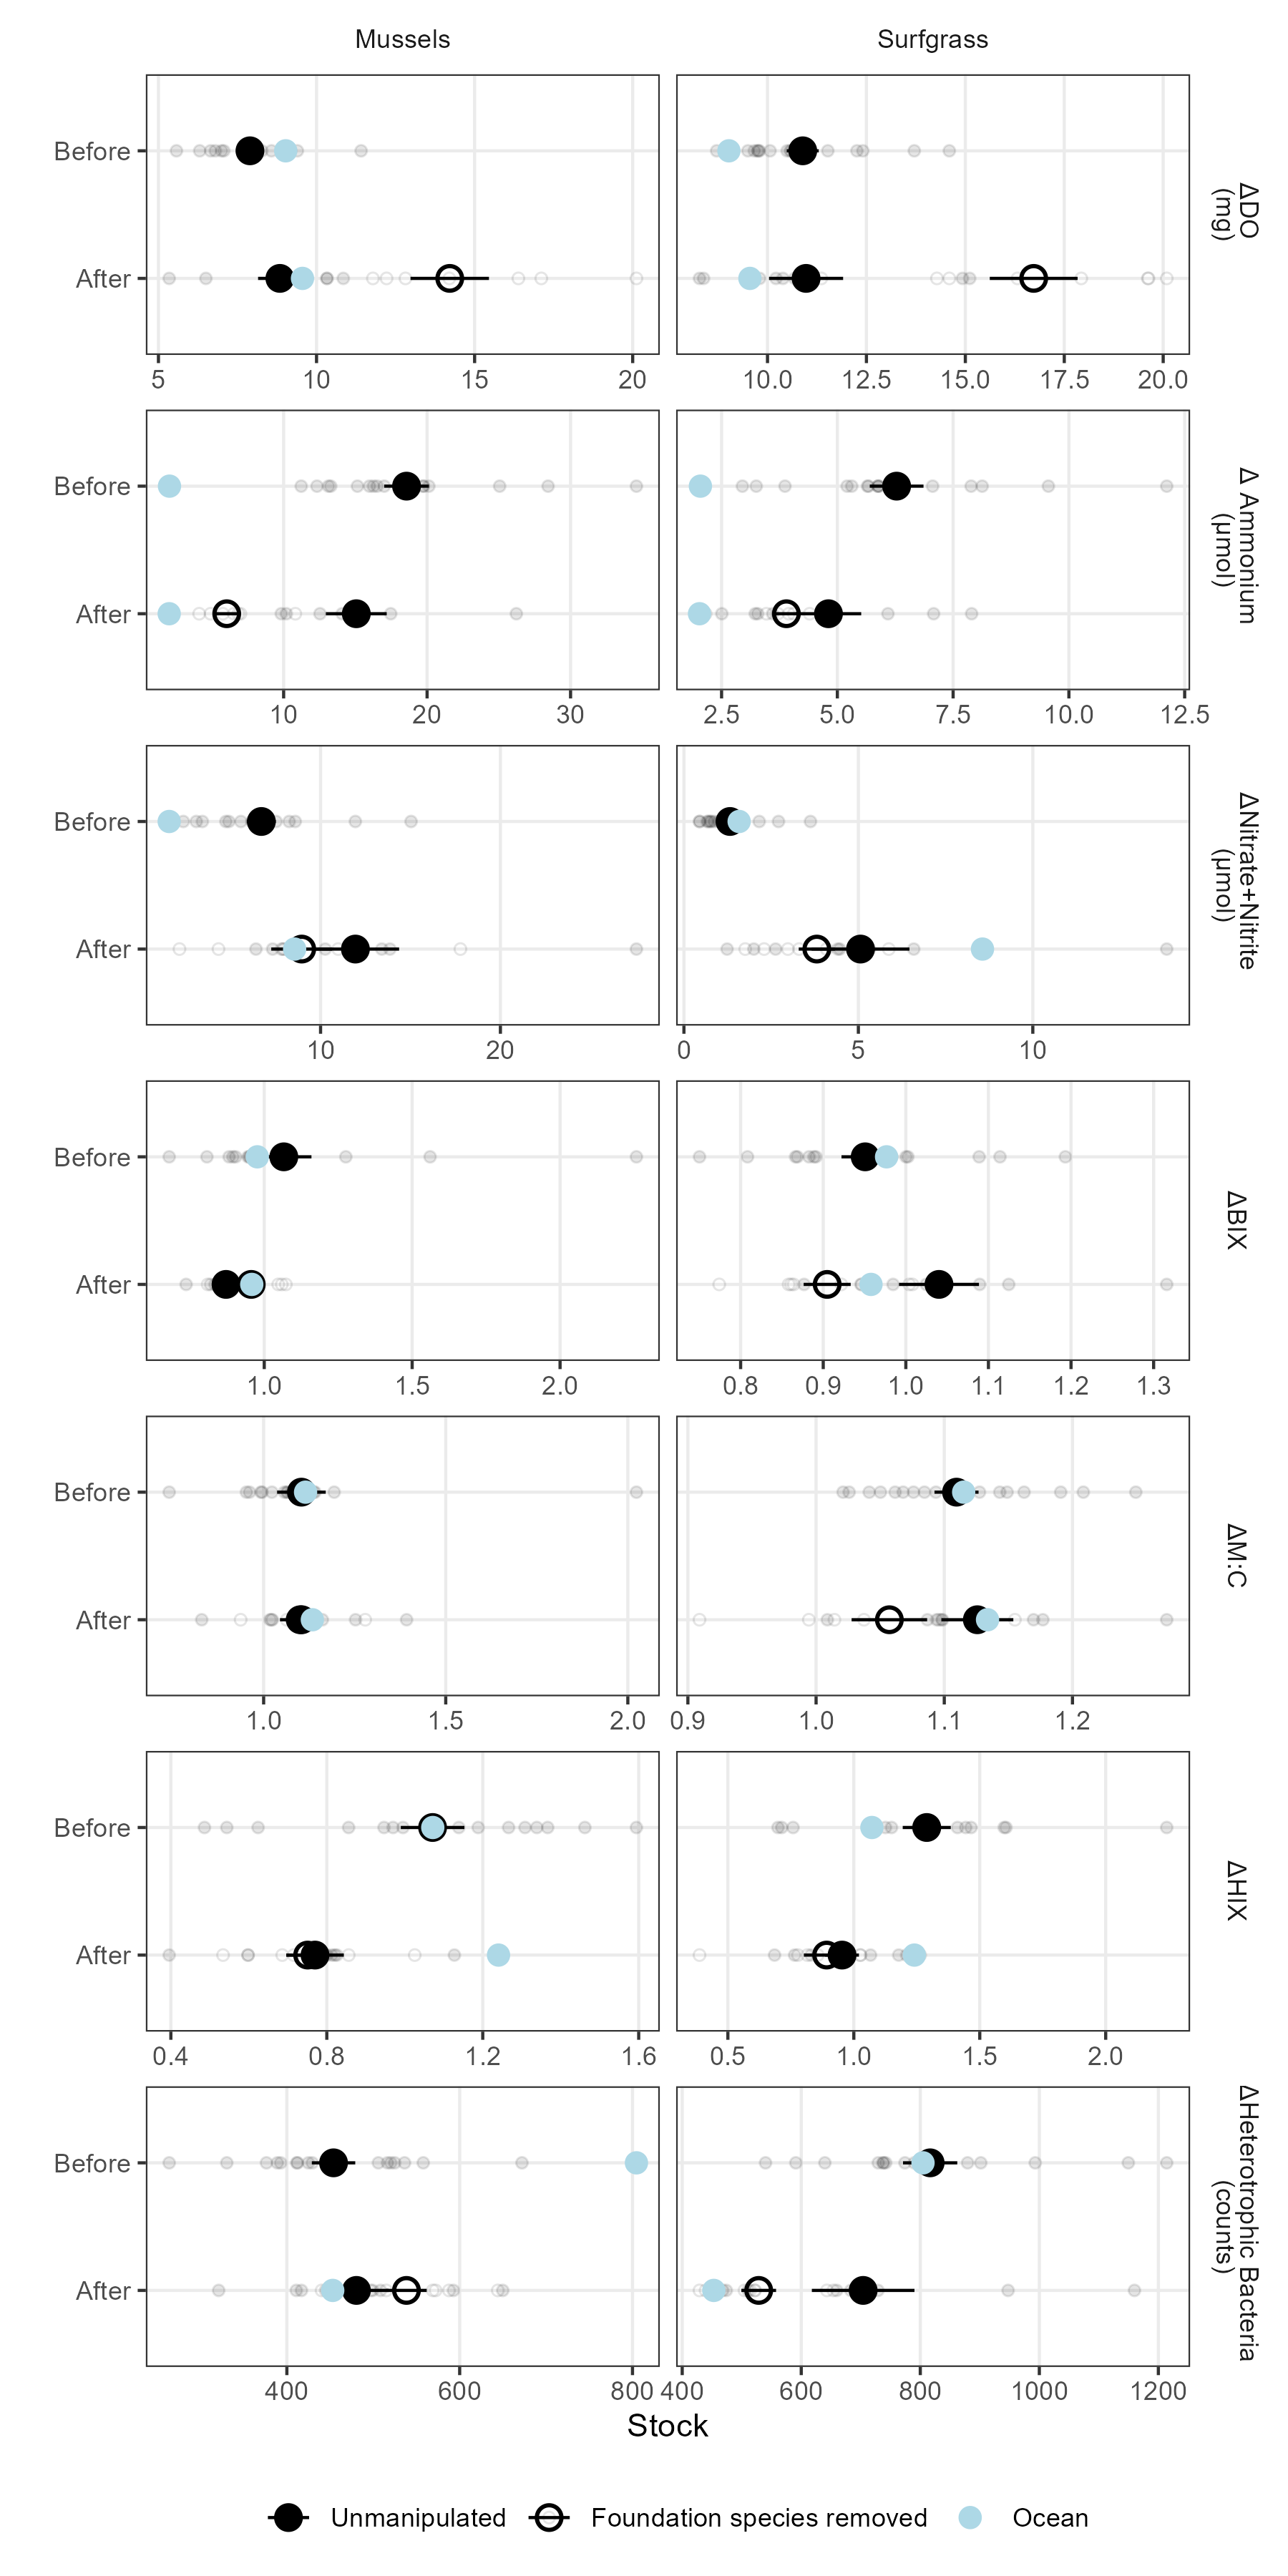 Mussels Surfgrass
Before
After
ΔDO
(mg)
5 10 15 20 10.0 12.5 15.0 17.5 20.0
Before
After
Δ Ammonium
(μmol)
10 20 30 2.5 5.0 7.5 10.0 12.5
Before
After
ΔNitrate+Nitrite
(μmol)
10 20 0 5 10
Before
After
ΔBIX
1.0 1.5 2.0 0.8 0.9 1.0 1.1 1.2 1.3
Before
After
ΔM:C
1.0 1.5 2.0 0.9 1.0 1.1 1.2
Before
After
ΔHIX
0.4 0.8 1.2 1.6 0.5 1.0 1.5 2.0
Before
After
ΔHeterotrophic Bacteria
(counts)
400 600 800 400 600 800 1000 1200
Stock
Unmanipulated Foundation species removed Ocean